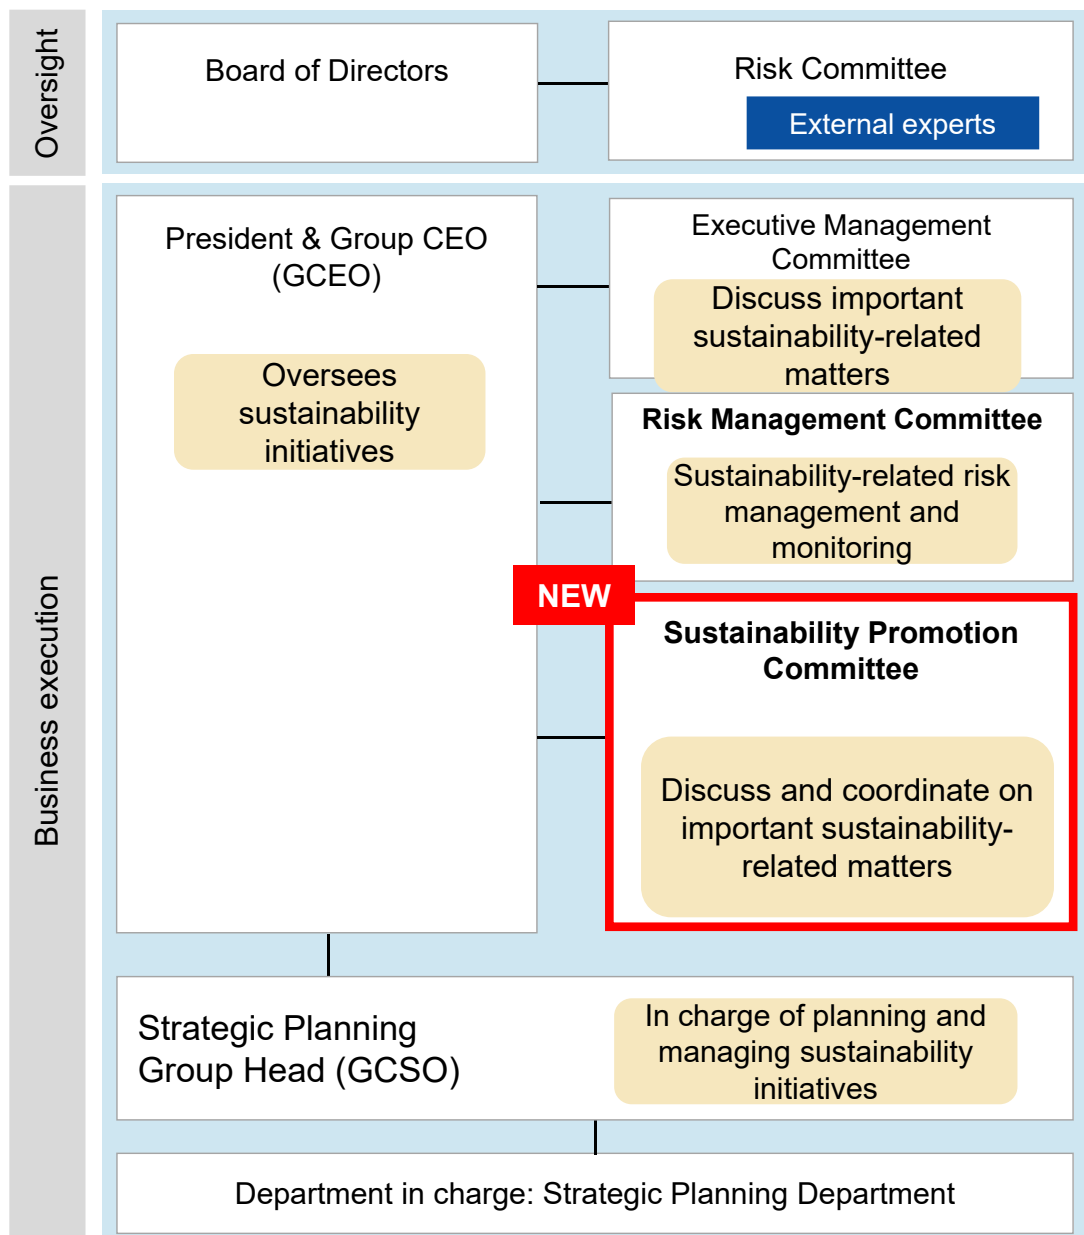 Oversight
Board of Directors
Risk Committee
External experts
Business execution
President & Group CEO
(GCEO)
Oversees
sustainability
initiatives
Executive Management
Committee
Discuss important
sustainability-related
matters
Risk Management Committee
Sustainability-related risk
management and
monitoring
NEW
Sustainability Promotion
Committee
Discuss and coordinate on
important sustainability-
related matters
Strategic Planning
Group Head (GCSO)
In charge of planning and
managing sustainability
initiatives
Department in charge: Strategic Planning Department